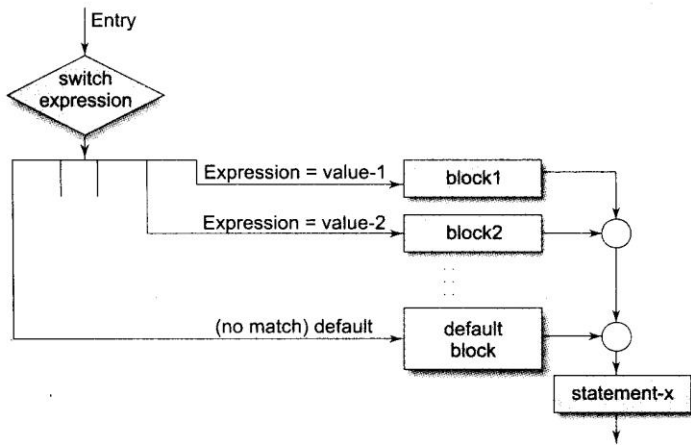 Entry
switch
expression
Expression = value-1
block1
Expression = value-2
block2
(no match) default
default
block
statement-x